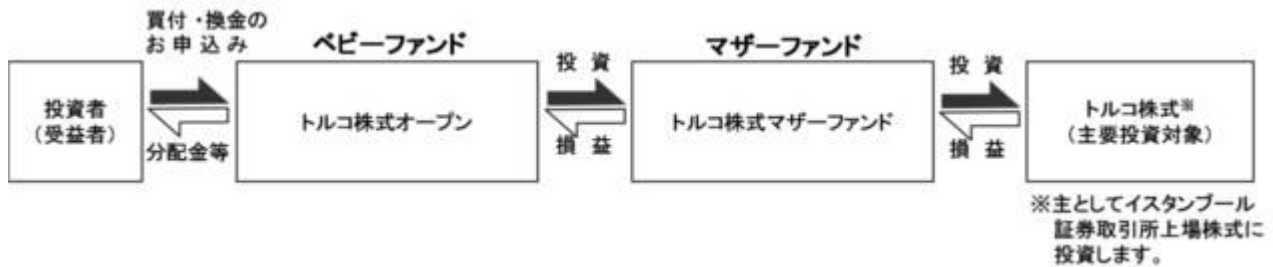 買付・換金の
お申込み
ベビーファンド
マザーファンド
投資者
（受益者）
分配金等
トルコ株式オープン
投 資
損 益
トルコ株式マザーファンド
投 資
損 益
トルコ株式※
（主要投資対象）
※主としてイスタンブール
証券取引所上場株式に
投資します。